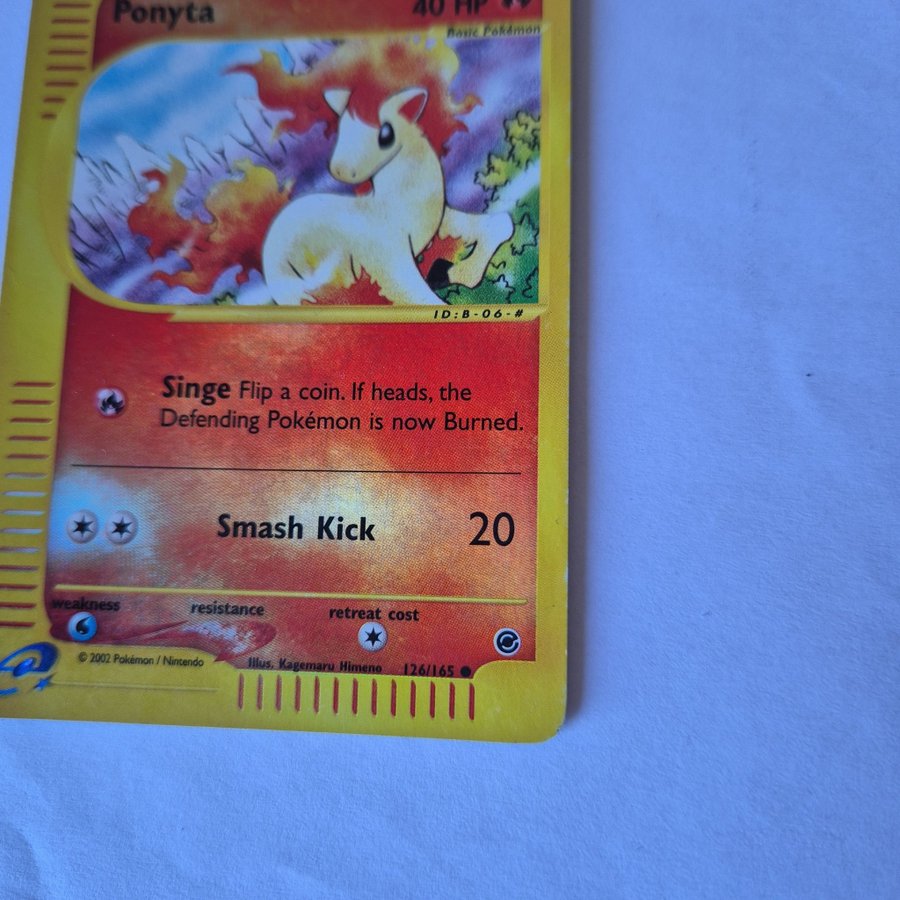 Ponyta 40 HP
Basic Pokémon
ID:B-06-#
Singe Flip a coin. If heads, the
Defending Pokémon is now Burned.
Smash Kick 20
weakness resistance retreat cost
© 2002 Pokémon / Nintendo
Illus. Kagemaru Himeno 126/165